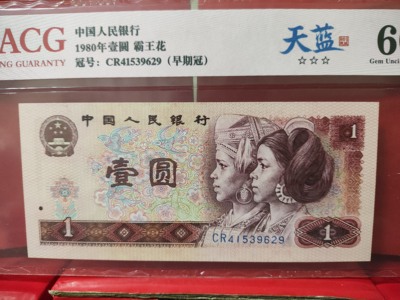 ACG
NG GUARANTY
中国人民银行
1980年壹圆 霸王花
冠号：CR41539629（早期冠）
天蓝
☆☆☆
6
Gem Unci
中国人民银行
1
壹圆
1
CR41539629
1